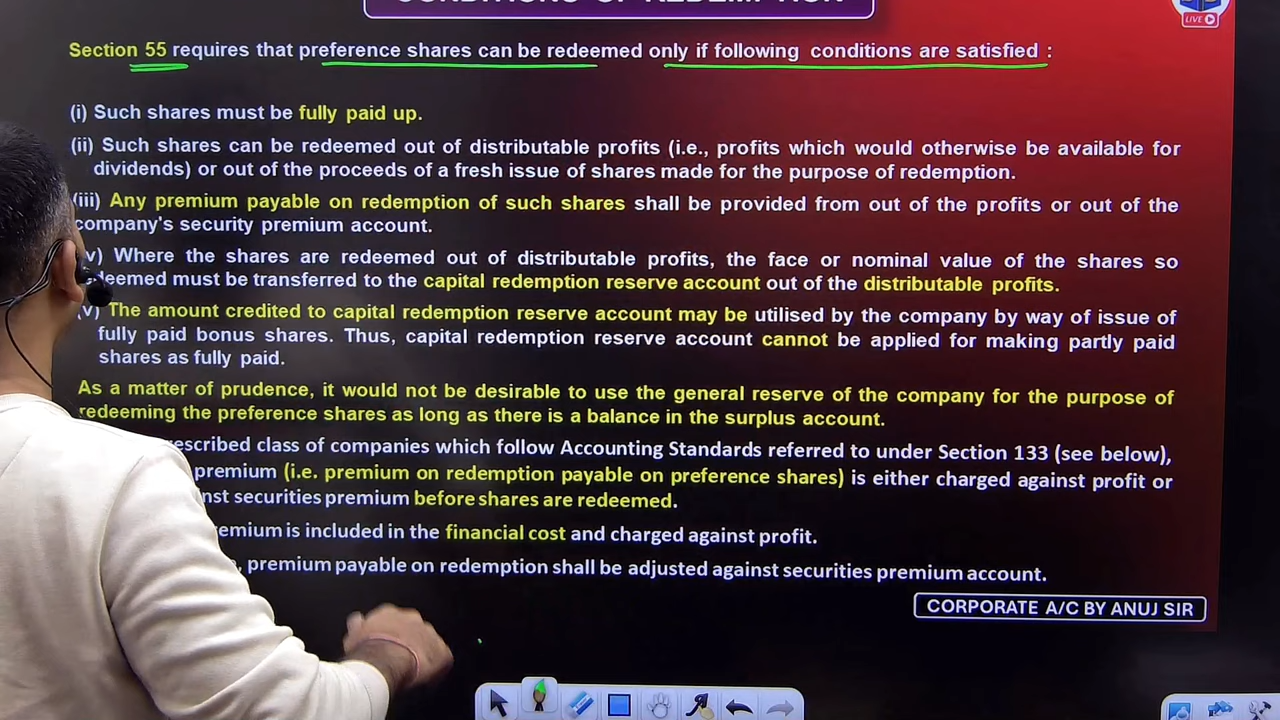 CONDITIONS OF REDEMPTION
LIVE
Section 55 requires that preference shares can be redeemed only if following conditions are satisfied :
(i) Such shares must be fully paid up.
(ii) Such shares can be redeemed out of distributable profits (i.e., profits which would otherwise be available for
dividends) or out of the proceeds of a fresh issue of shares made for the purpose of redemption.
(iii) Any premium payable on redemption of such shares shall be provided from out of the profits or out of the
company's security premium account.
v) Where the shares are redeemed out of distributable profits, the face or nominal value of the shares so
deemed must be transferred to the capital redemption reserve account out of the distributable profits.
(v) The amount credited to capital redemption reserve account may be utilised by the company by way of issue of
fully paid bonus shares. Thus, capital redemption reserve account cannot be applied for making partly paid
shares as fully paid.
As a matter of prudence, it would not be desirable to use the general reserve of the company for the purpose of
redeeming the preference shares as long as there is a balance in the surplus account.
rescribed class of companies which follow Accounting Standards referred to under Section 133 (see below),
premium (i.e. premium on redemption payable on preference shares) is either charged against profit or
nst securities premium before shares are redeemed.
emium is included in the financial cost and charged against profit.
, premium payable on redemption shall be adjusted against securities premium account.
CORPORATE A/C BY ANUJ SIR